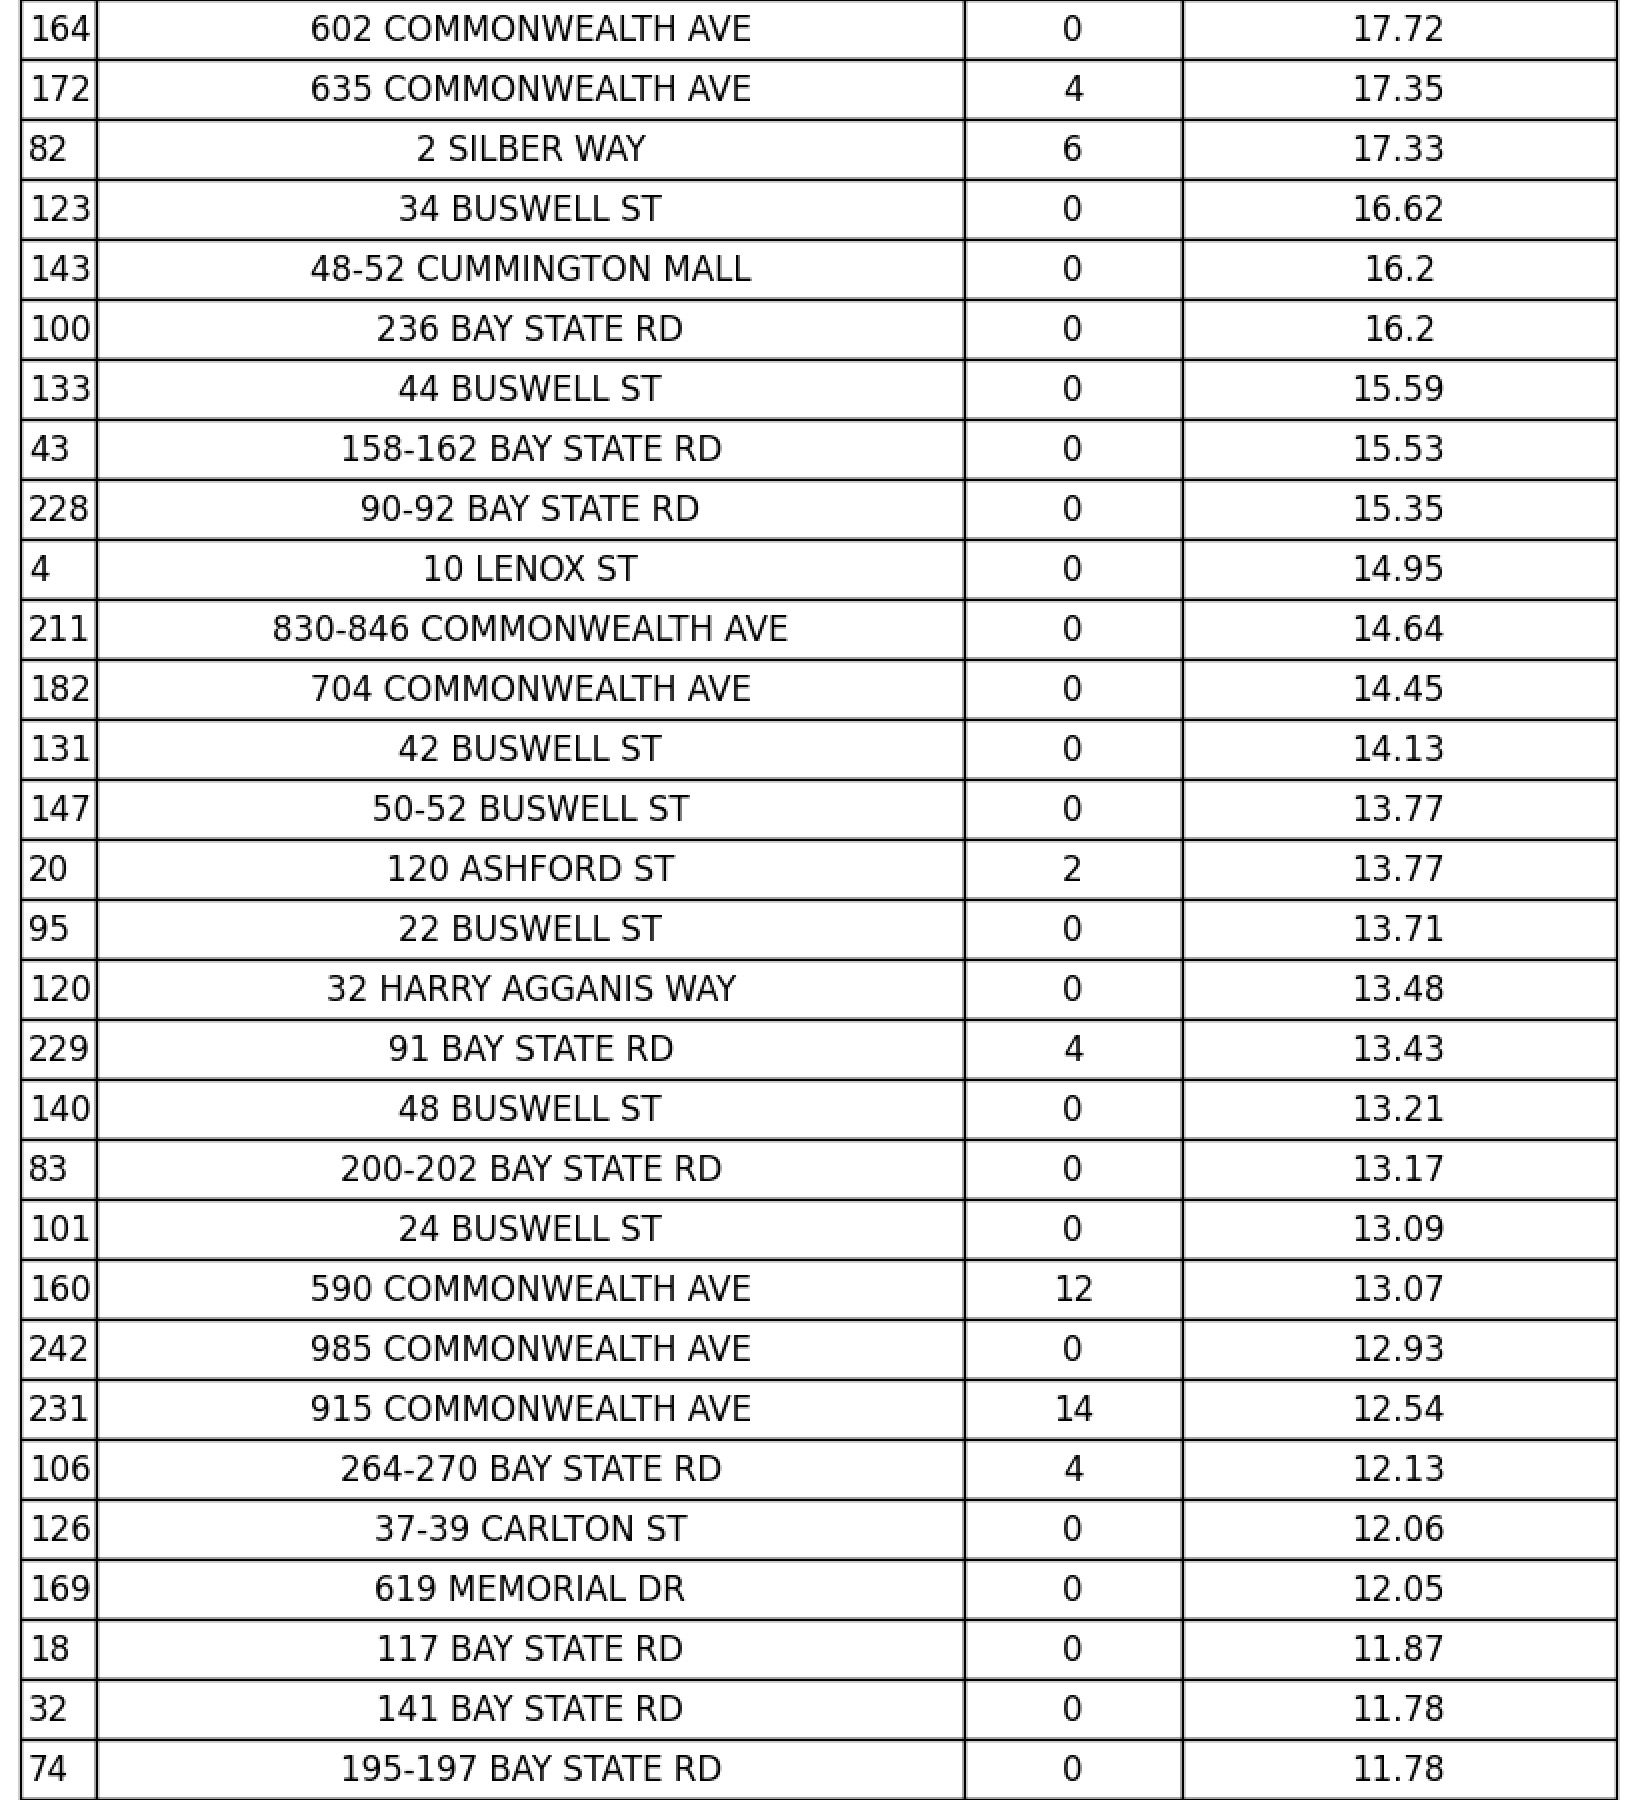 164 602 COMMONWEALTH AVE 0 17.72
172 635 COMMONWEALTH AVE 4 17.35
82 2 SILBER WAY 6 17.33
123 34 BUSWELL ST 0 16.62
143 48-52 CUMMINGTON MALL 0 16.2
100 236 BAY STATE RD 0 16.2
133 44 BUSWELL ST 0 15.59
43 158-162 BAY STATE RD 0 15.53
228 90-92 BAY STATE RD 0 15.35
4 10 LENOX ST 0 14.95
211 830-846 COMMONWEALTH AVE 0 14.64
182 704 COMMONWEALTH AVE 0 14.45
131 42 BUSWELL ST 0 14.13
147 50-52 BUSWELL ST 0 13.77
20 120 ASHFORD ST 2 13.77
95 22 BUSWELL ST 0 13.71
120 32 HARRY AGGANIS WAY 0 13.48
229 91 BAY STATE RD 4 13.43
140 48 BUSWELL ST 0 13.21
83 200-202 BAY STATE RD 0 13.17
101 24 BUSWELL ST 0 13.09
160 590 COMMONWEALTH AVE 12 13.07
242 985 COMMONWEALTH AVE 0 12.93
231 915 COMMONWEALTH AVE 14 12.54
106 264-270 BAY STATE RD 4 12.13
126 37-39 CARLTON ST 0 12.06
169 619 MEMORIAL DR 0 12.05
18 117 BAY STATE RD 0 11.87
32 141 BAY STATE RD 0 11.78
74 195-197 BAY STATE RD 0 11.78